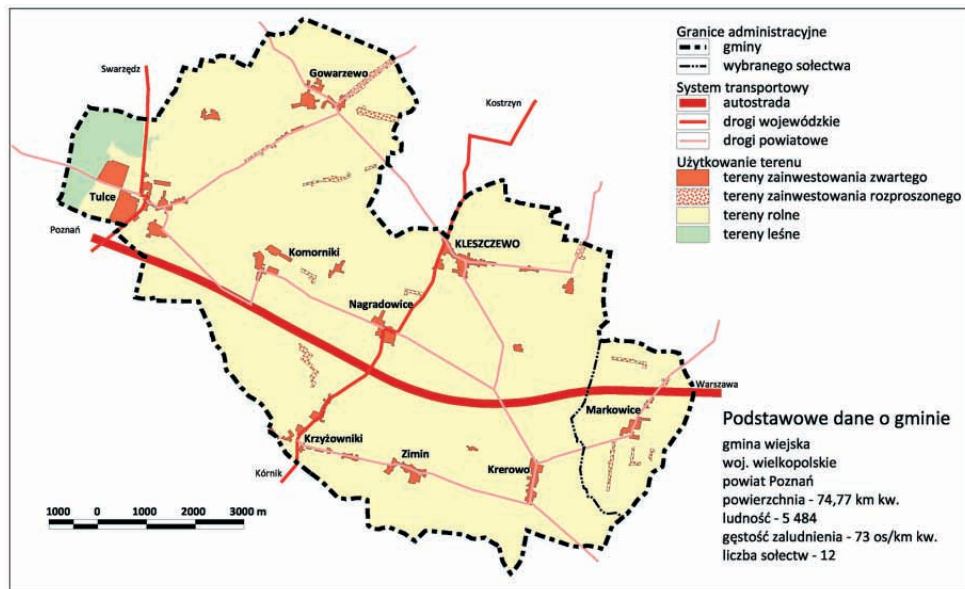 Granice administracyjne
gminy
wybranego sołectwa
System transportowy
autostrada
drogi wojewódzkie
drogi powiatowe
Użytkowanie terenu
tereny zainwestowania zwartego
tereny zainwestowania rozproszonego
tereny rolne
tereny leśne
Swarzędz
Gowarzewo
Kostrzyn
Tulce
Poznań
Komorniki
KLESZCZEWO
Nagradowice
Warszawa
Markowice
Krzyżowniki
Zimin
Krerowo
Kórnik
1000 0 1000 2000 3000 m
Podstawowe dane o gminie
gmina wiejska
woj. wielkopolskie
powiat Poznań
powierzchnia - 74,77 km kw.
ludność - 5 484
gęstość zaludnienia - 73 os/km kw.
liczba sołectw - 12